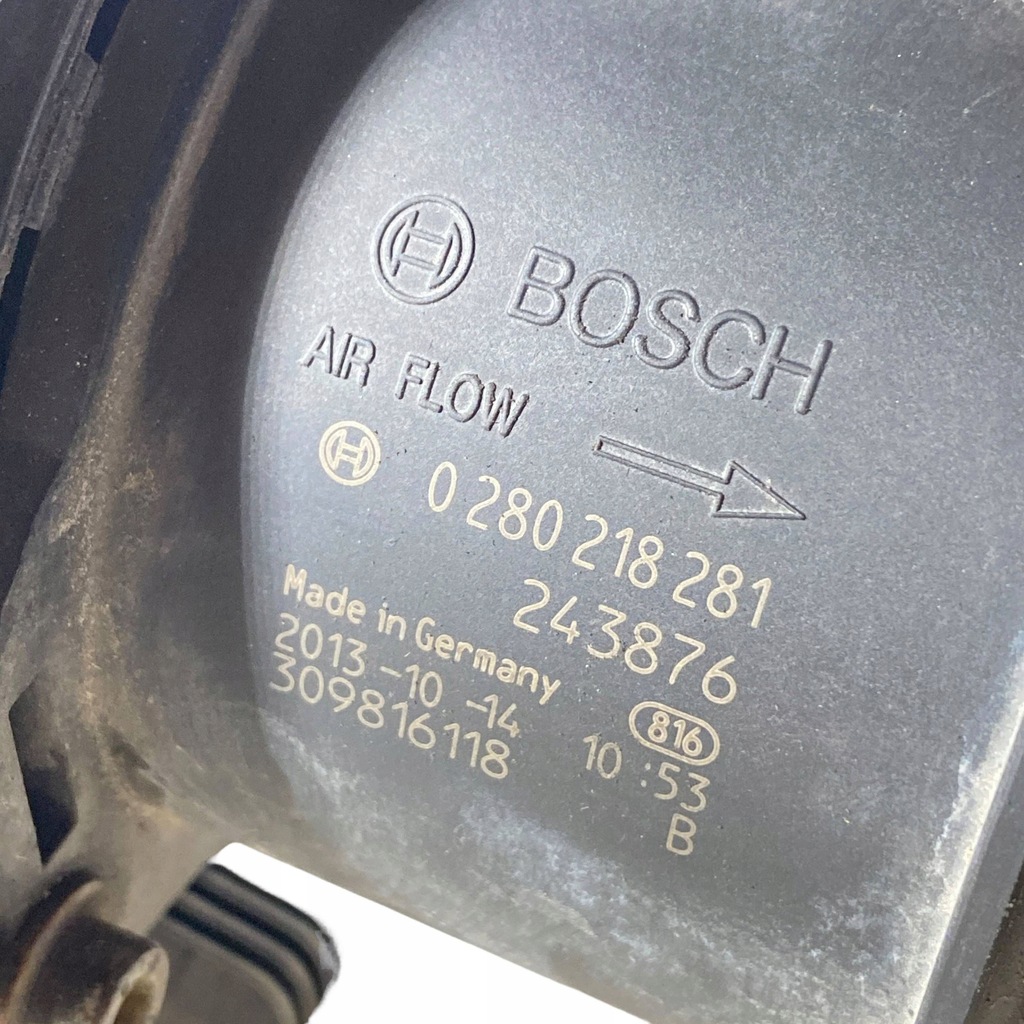 BOSCH
AIR FLOW
0 280 218 281
243876
Made in Germany
816
2013-10-14 10:53
309816118 B